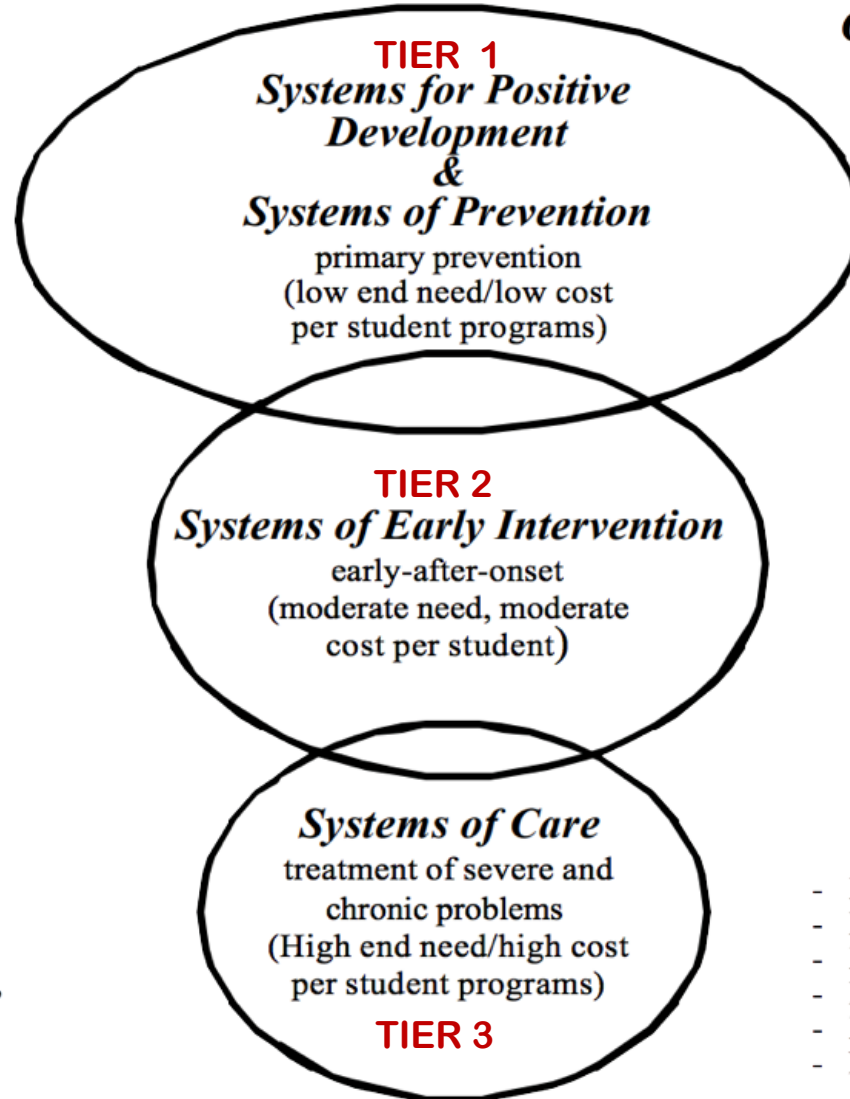 TIER 1
Systems for Positive
Development
&
Systems of Prevention
primary prevention
(low end need/low cost
per student programs)
TIER 2
Systems of Early Intervention
early-after-onset
(moderate need, moderate
cost per student)
Systems of Care
treatment of severe and
chronic problems
(High end need/high cost
per student programs)
TIER 3
-
-
-
-
-
-